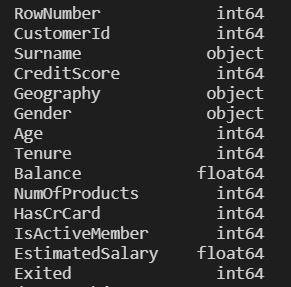 RowNumber int64
CustomerId int64
Surname object
CreditScore int64
Geography object
Gender object
Age int64
Tenure int64
Balance float64
NumOfProducts int64
HasCrCard int64
IsActiveMember int64
EstimatedSalary float64
Exited int64